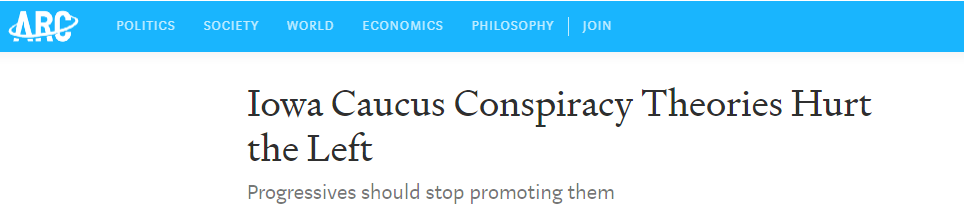 ARC POLITICS SOCIETY WORLD ECONOMICS PHILOSOPHY JOIN
Iowa Caucus Conspiracy Theories Hurt
the Left
Progressives should stop promoting them